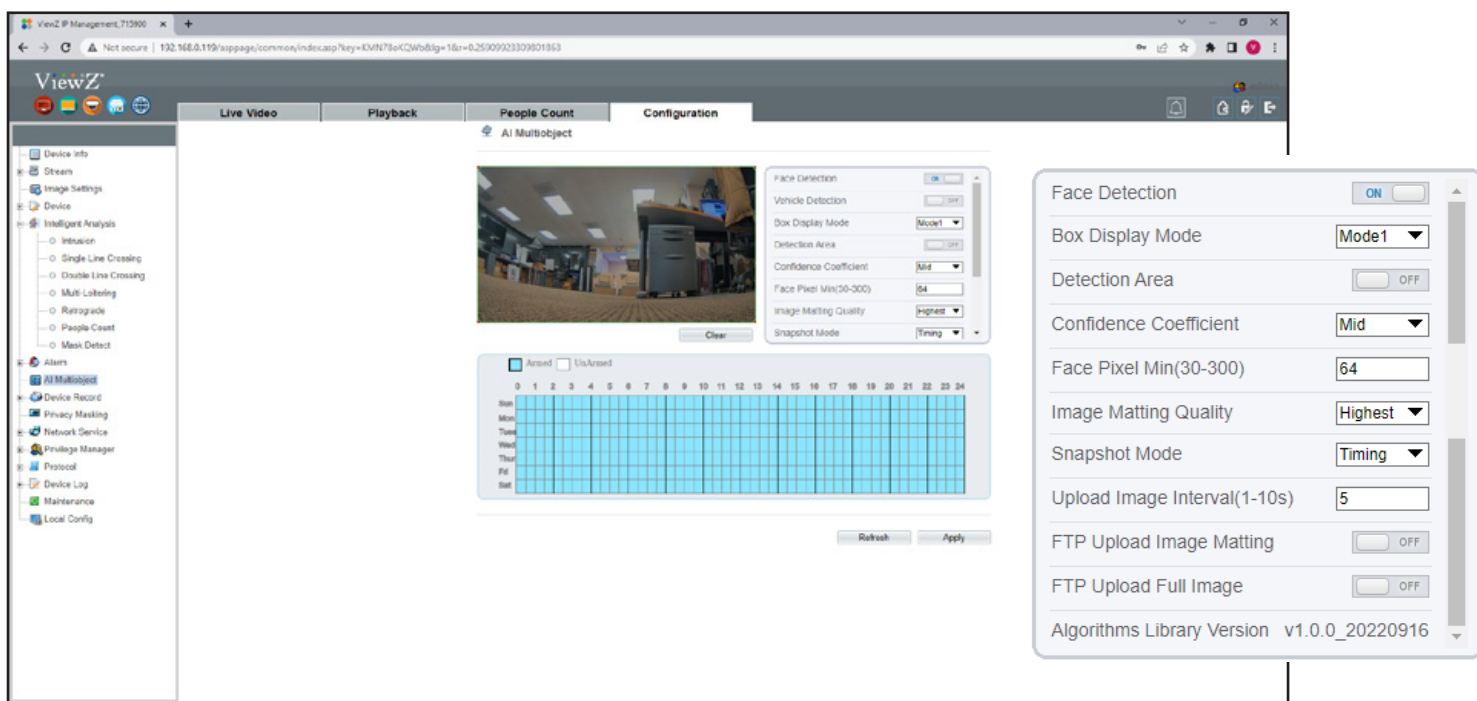 ViewZ IP Management_715900
Not secure | 192.168.0.119/asppage/common/index.asp?key=
ViewZ
Live Video
Playback
People Count
Configuration
Device Info
Stream
Image Settings
Device
Intelligent Analysis
Intrusion
Single Line Crossing
Double Line Crossing
Multi Loitering
Retrograde
People Count
Mask Detect
Alarm
AI Multiobject
Device Record
Privacy Masking
Network Service
Privilege Manager
Protocol
Device Log
Maintenance
Local Config
AI Multiobject
Face Detection ON
Vehicle Detection OFF
Box Display Mode Mode1
Detection Area OFF
Confidence Coefficient Mid
Face Pixel Min(30-300) 64
Image Matting Quality Highest
Snapshot Mode Timing
Clear
Armed UnArmed
0 1 2 3 4 5 6 7 8 9 10 11 12 13 14 15 16 17 18 19 20 21 22 23 24
Sun
Mon
Tues
Wed
Thur
Fri
Sat
Refresh Apply
Face Detection ON
Box Display Mode Mode1
Detection Area OFF
Confidence Coefficient Mid
Face Pixel Min(30-300) 64
Image Matting Quality Highest
Snapshot Mode Timing
Upload Image Interval(1-10s) 5
FTP Upload Image Matting OFF
FTP Upload Full Image OFF
Algorithms Library Version v1.0.0_20220916